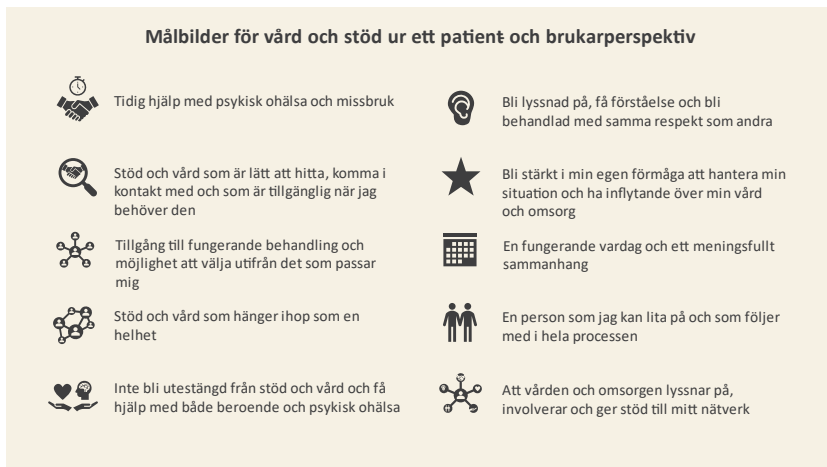 Målbilder för vård och stöd ur ett patient- och brukarperspektiv
Tidig hjälp med psykisk ohälsa och missbruk
Stöd och vård som är lätt att hitta, komma i
kontakt med och som är tillgänglig när jag
behöver den
Tillgång till fungerande behandling och
möjlighet att välja utifrån det som passar
mig
Stöd och vård som hänger ihop som en
helhet
Inte bli utestängd från stöd och vård och få
hjälp med både beroende och psykisk ohälsa
Bli lyssnad på, få förståelse och bli
behandlad med samma respekt som andra
Bli stärkt i min egen förmåga att hantera min
situation och ha inflytande över min vård
och omsorg
En fungerande vardag och ett meningsfullt
sammanhang
En person som jag kan lita på och som följer
med i hela processen
Att vården och omsorgen lyssnar på,
involverar och ger stöd till mitt nätverk